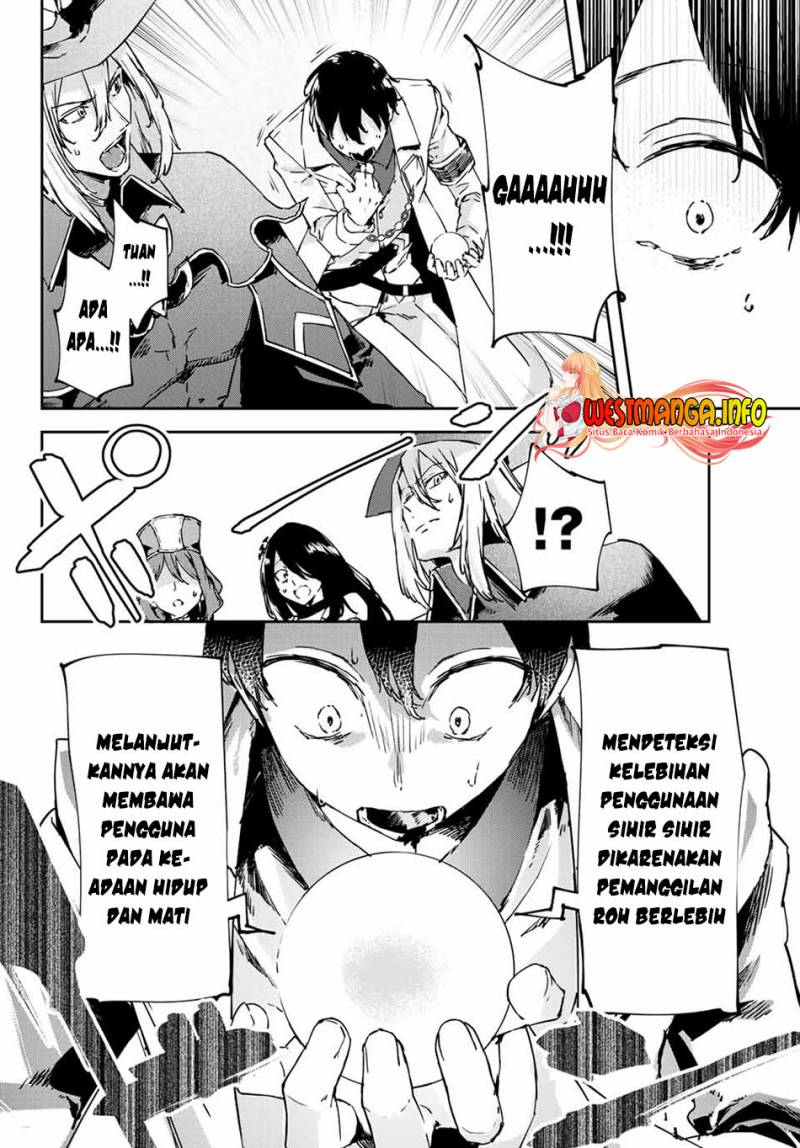 GAAAAHHH
...!!!
TUAN
...!!
ADA
APA...!!
WESTMANGA.INFO
Situs Baca Komik Berbahasa Indonesia
!?
MENDETEKSI
KELEBIHAN
PENGGUNAAN
SIHIR SIHIR
DIKARENAKAN
PEMANGGILAN
ROH BERLEBIH
MELANJUT-
KANNYA AKAN
MEMBAWA
PENGGUNA
PADA KE-
ADAAN HIDUP
DAN MATI